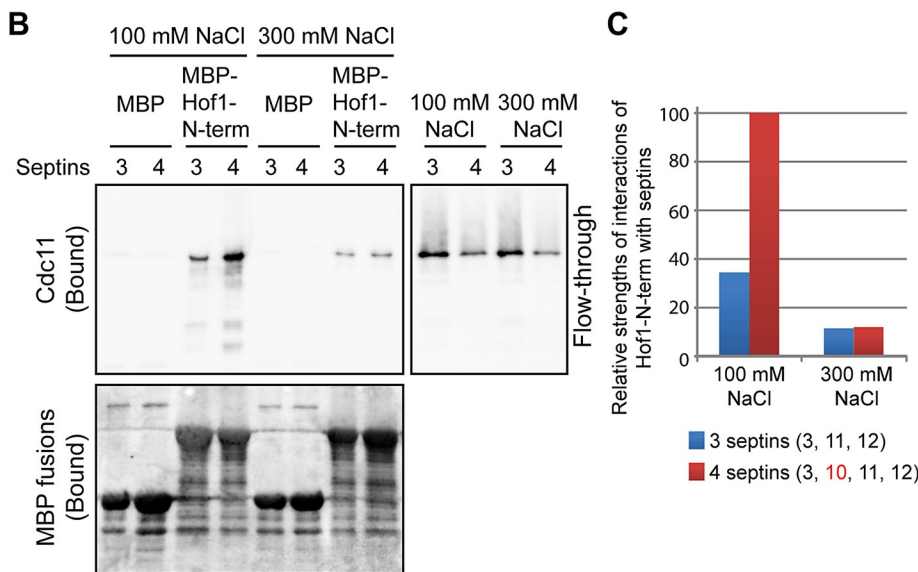 B
100 mM NaCl 300 mM NaCl
MBP MBP-Hof1-N-term MBP MBP-Hof1-N-term 100 mM NaCl 300 mM NaCl
Septins 3 4 3 4 3 4 3 4 3 4 3 4
Cdc11 (Bound)
Flow-through
MBP fusions (Bound)
C
Relative strengths of interactions of
Hof1-N-term with septins
100
80
60
40
20
0
100 mM NaCl 300 mM NaCl
3 septins (3, 11, 12)
4 septins (3, 10, 11, 12)